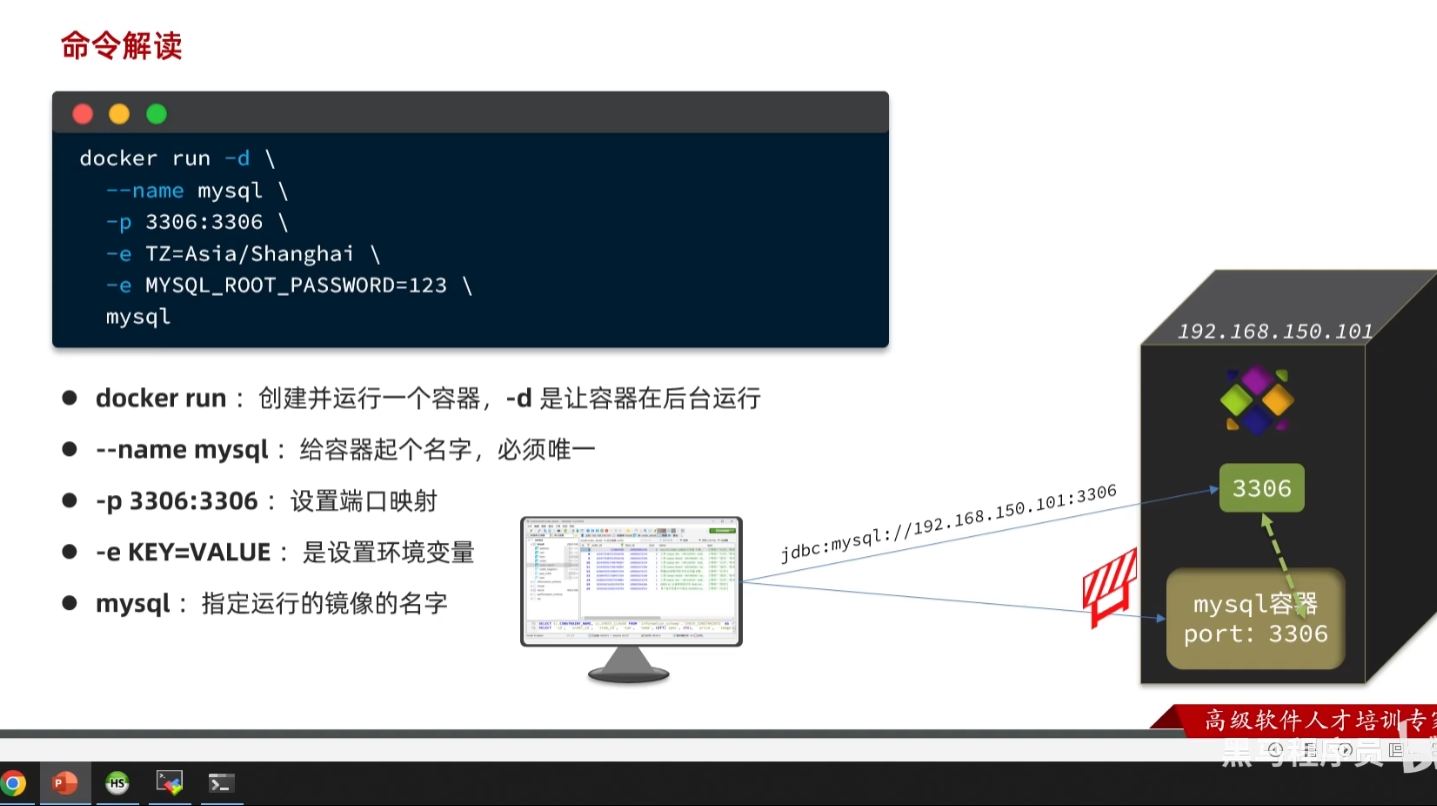 命令解读
docker run -d \
--name mysql \
-p 3306:3306 \
-e TZ=Asia/Shanghai \
-e MYSQL_ROOT_PASSWORD=123 \
mysql
docker run : 创建并运行一个容器，-d 是让容器在后台运行
--name mysql : 给容器起个名字，必须唯一
-p 3306:3306 : 设置端口映射
-e KEY=VALUE : 是设置环境变量
mysql : 指定运行的镜像的名字
jdbc:mysql://192.168.150.101:3306
192.168.150.101
3306
mysql容器
port: 3306
高级软件人才培训专家
黑马程序员
P
HS